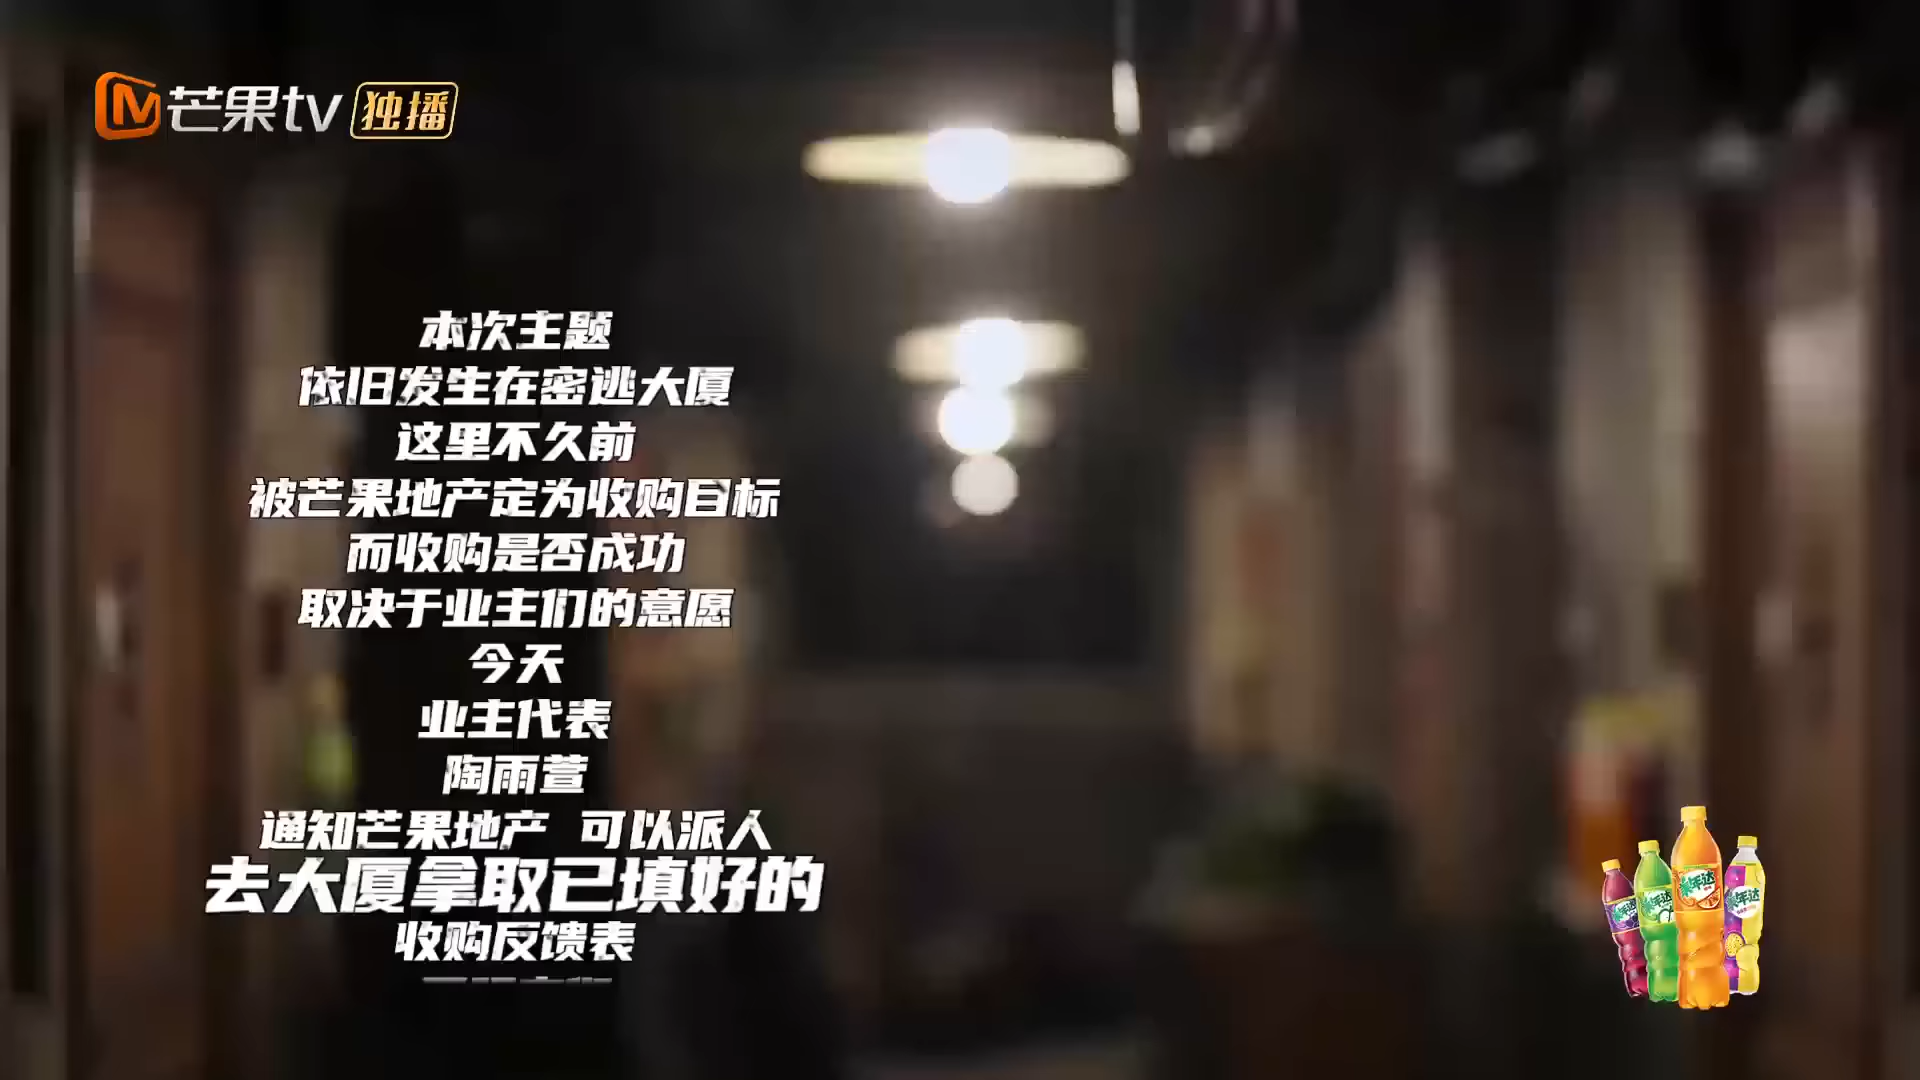 芒果tv 独播
本次主题
依旧发生在密逃大厦
这里不久前
被芒果地产定为收购目标
而收购是否成功
取决于业主们的意愿
今天
业主代表
陶雨萱
通知芒果地产 可以派人
去大厦拿取已填好的
收购反馈表
果年达